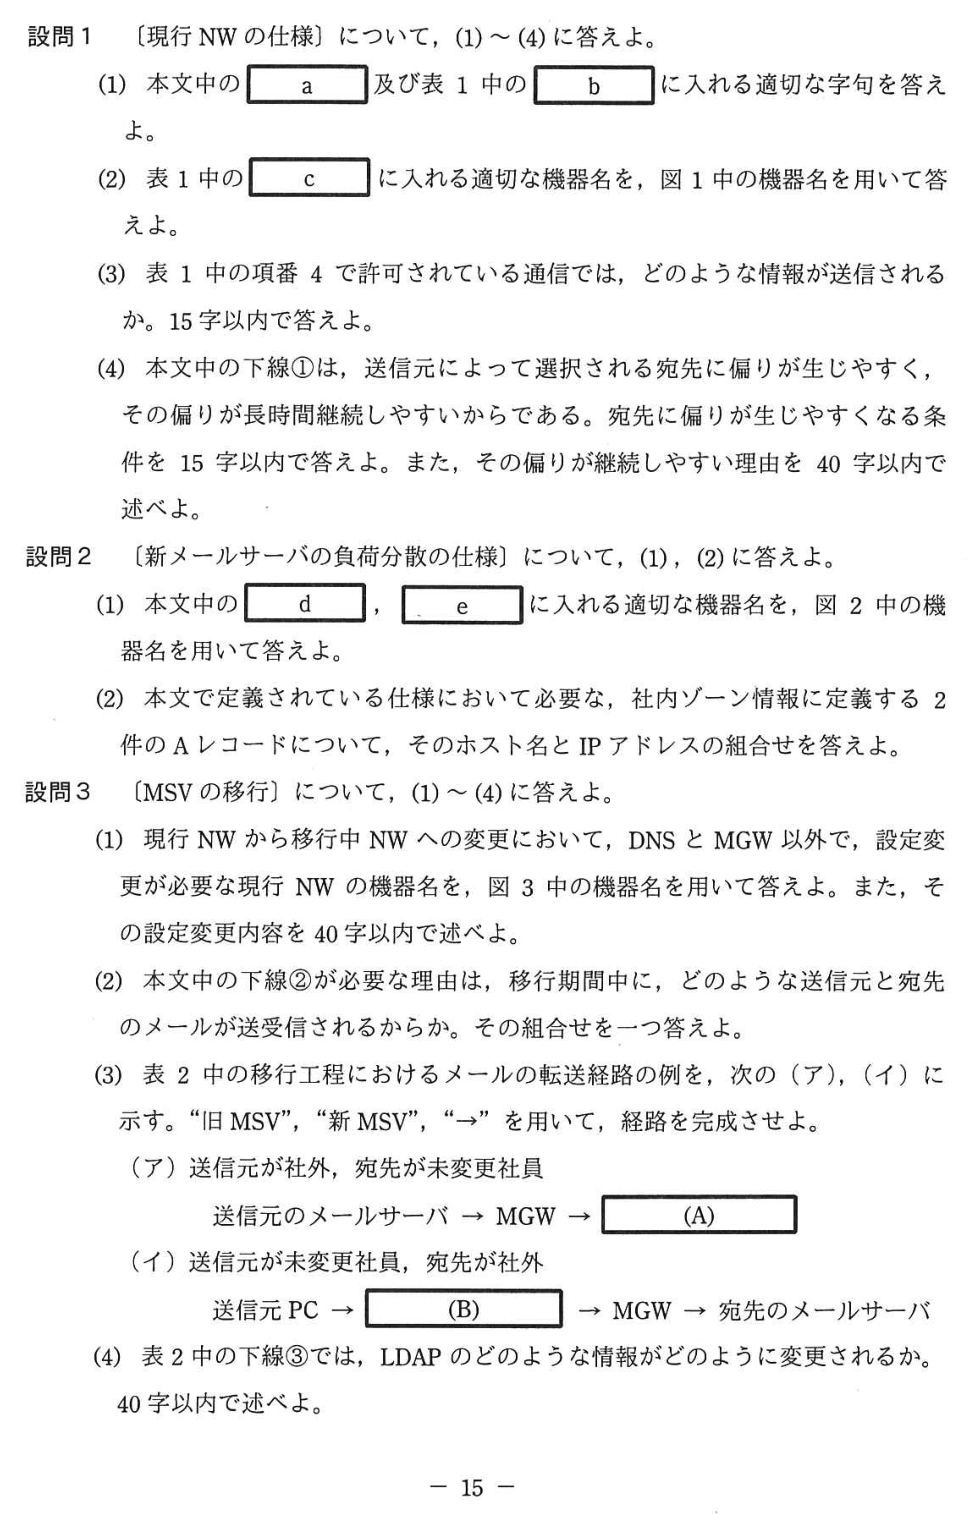 設問1 〔現行 NW の仕様〕について，(1) ～ (4) に答えよ。
(1) 本文中の a 及び表 1 中の b に入れる適切な字句を答え
よ。
(2) 表 1 中の c に入れる適切な機器名を，図 1 中の機器名を用いて答
えよ。
(3) 表 1 中の項番 4 で許可されている通信では，どのような情報が送信される
か。15 字以内で答えよ。
(4) 本文中の下線①は，送信元によって選択される宛先に偏りが生じやすく，
その偏りが長時間継続しやすいからである。宛先に偏りが生じやすくなる条
件を 15 字以内で答えよ。また，その偏りが継続しやすい理由を 40 字以内で
述べよ。
設問2 〔新メールサーバの負荷分散の仕様〕について，(1)，(2) に答えよ。
(1) 本文中の d ， e に入れる適切な機器名を，図 2 中の機
器名を用いて答えよ。
(2) 本文で定義されている仕様において必要な，社内ゾーン情報に定義する 2
件の A レコードについて，そのホスト名と IP アドレスの組合せを答えよ。
設問3 〔MSV の移行〕について，(1) ～ (4) に答えよ。
(1) 現行 NW から移行中 NW への変更において，DNS と MGW 以外で，設定変
更が必要な現行 NW の機器名を，図 3 中の機器名を用いて答えよ。また，そ
の設定変更内容を 40 字以内で述べよ。
(2) 本文中の下線②が必要な理由は，移行期間中に，どのような送信元と宛先
のメールが送受信されるからか。その組合せを一つ答えよ。
(3) 表 2 中の移行工程におけるメールの転送経路の例を，次の（ア），（イ）に
示す。“旧 MSV”，“新 MSV”，“→” を用いて，経路を完成させよ。
（ア）送信元が社外，宛先が未変更社員
送信元のメールサーバ → MGW → (A)
（イ）送信元が未変更社員，宛先が社外
送信元 PC → (B) → MGW → 宛先のメールサーバ
(4) 表 2 中の下線③では，LDAP のどのような情報がどのように変更されるか。
40 字以内で述べよ。
－ 15 －